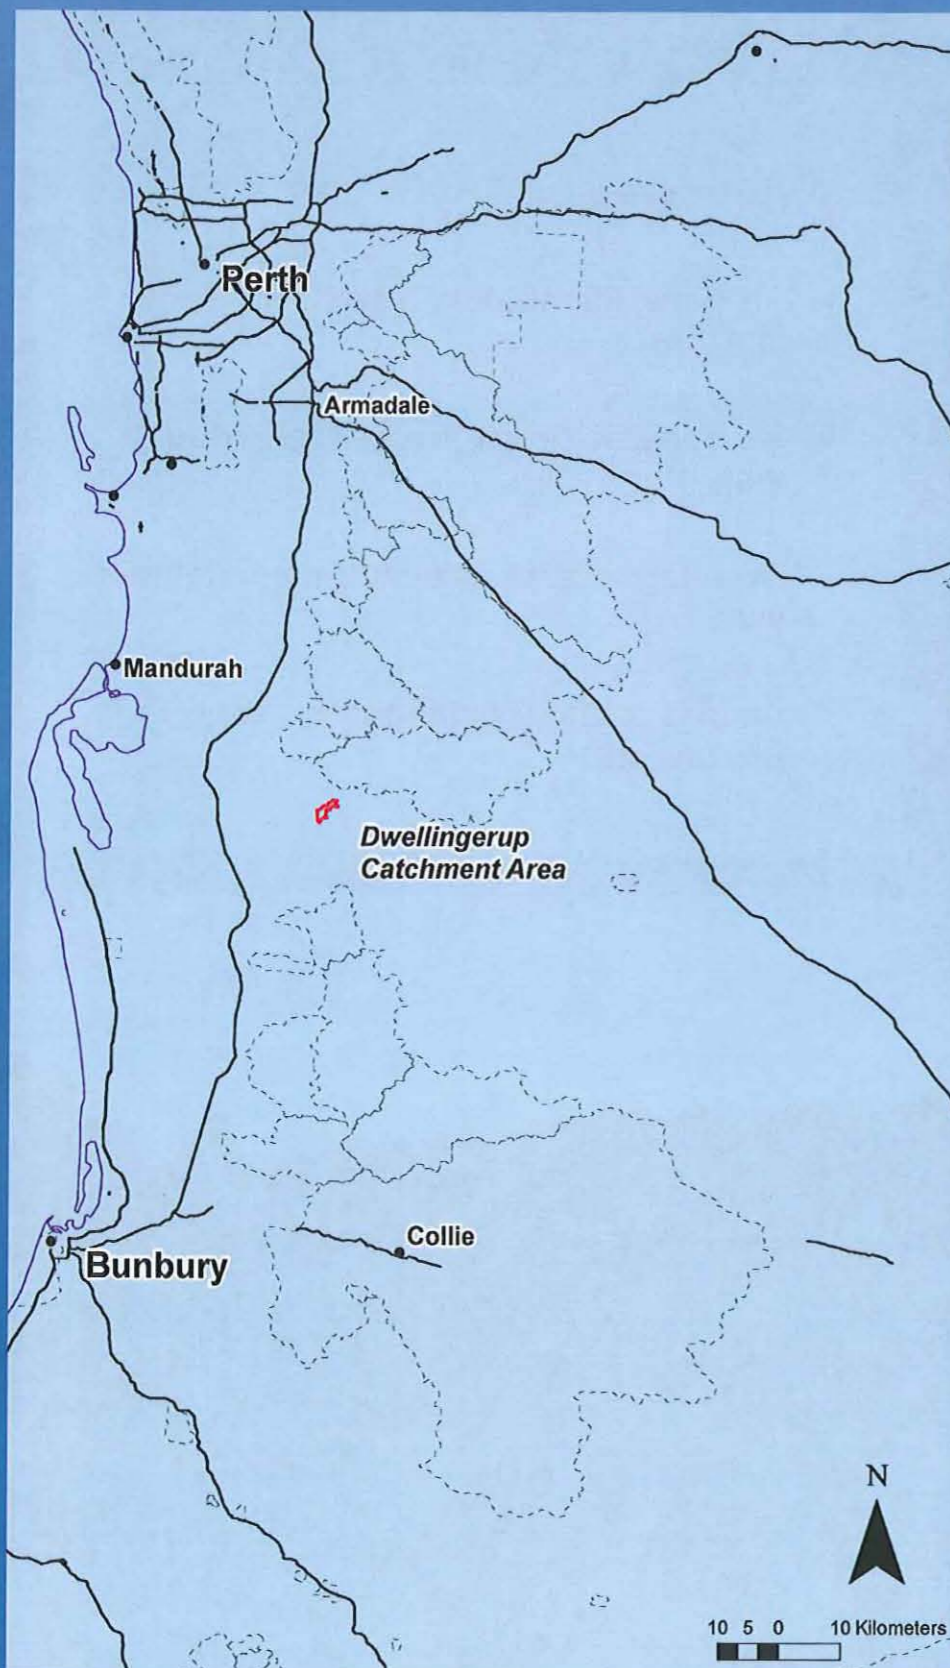 Perth
Armadale
Mandurah
Dwellingerup
Catchment Area
Collie
Bunbury
N
10 5 0 10 Kilometers